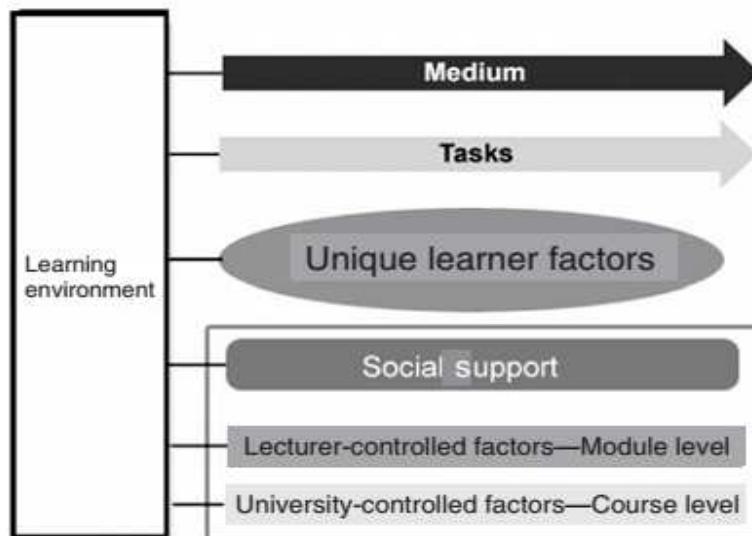 Medium
Tasks
Unique learner factors
Learning
environment
Social support
Lecturer-controlled factors—Module level
University-controlled factors—Course level